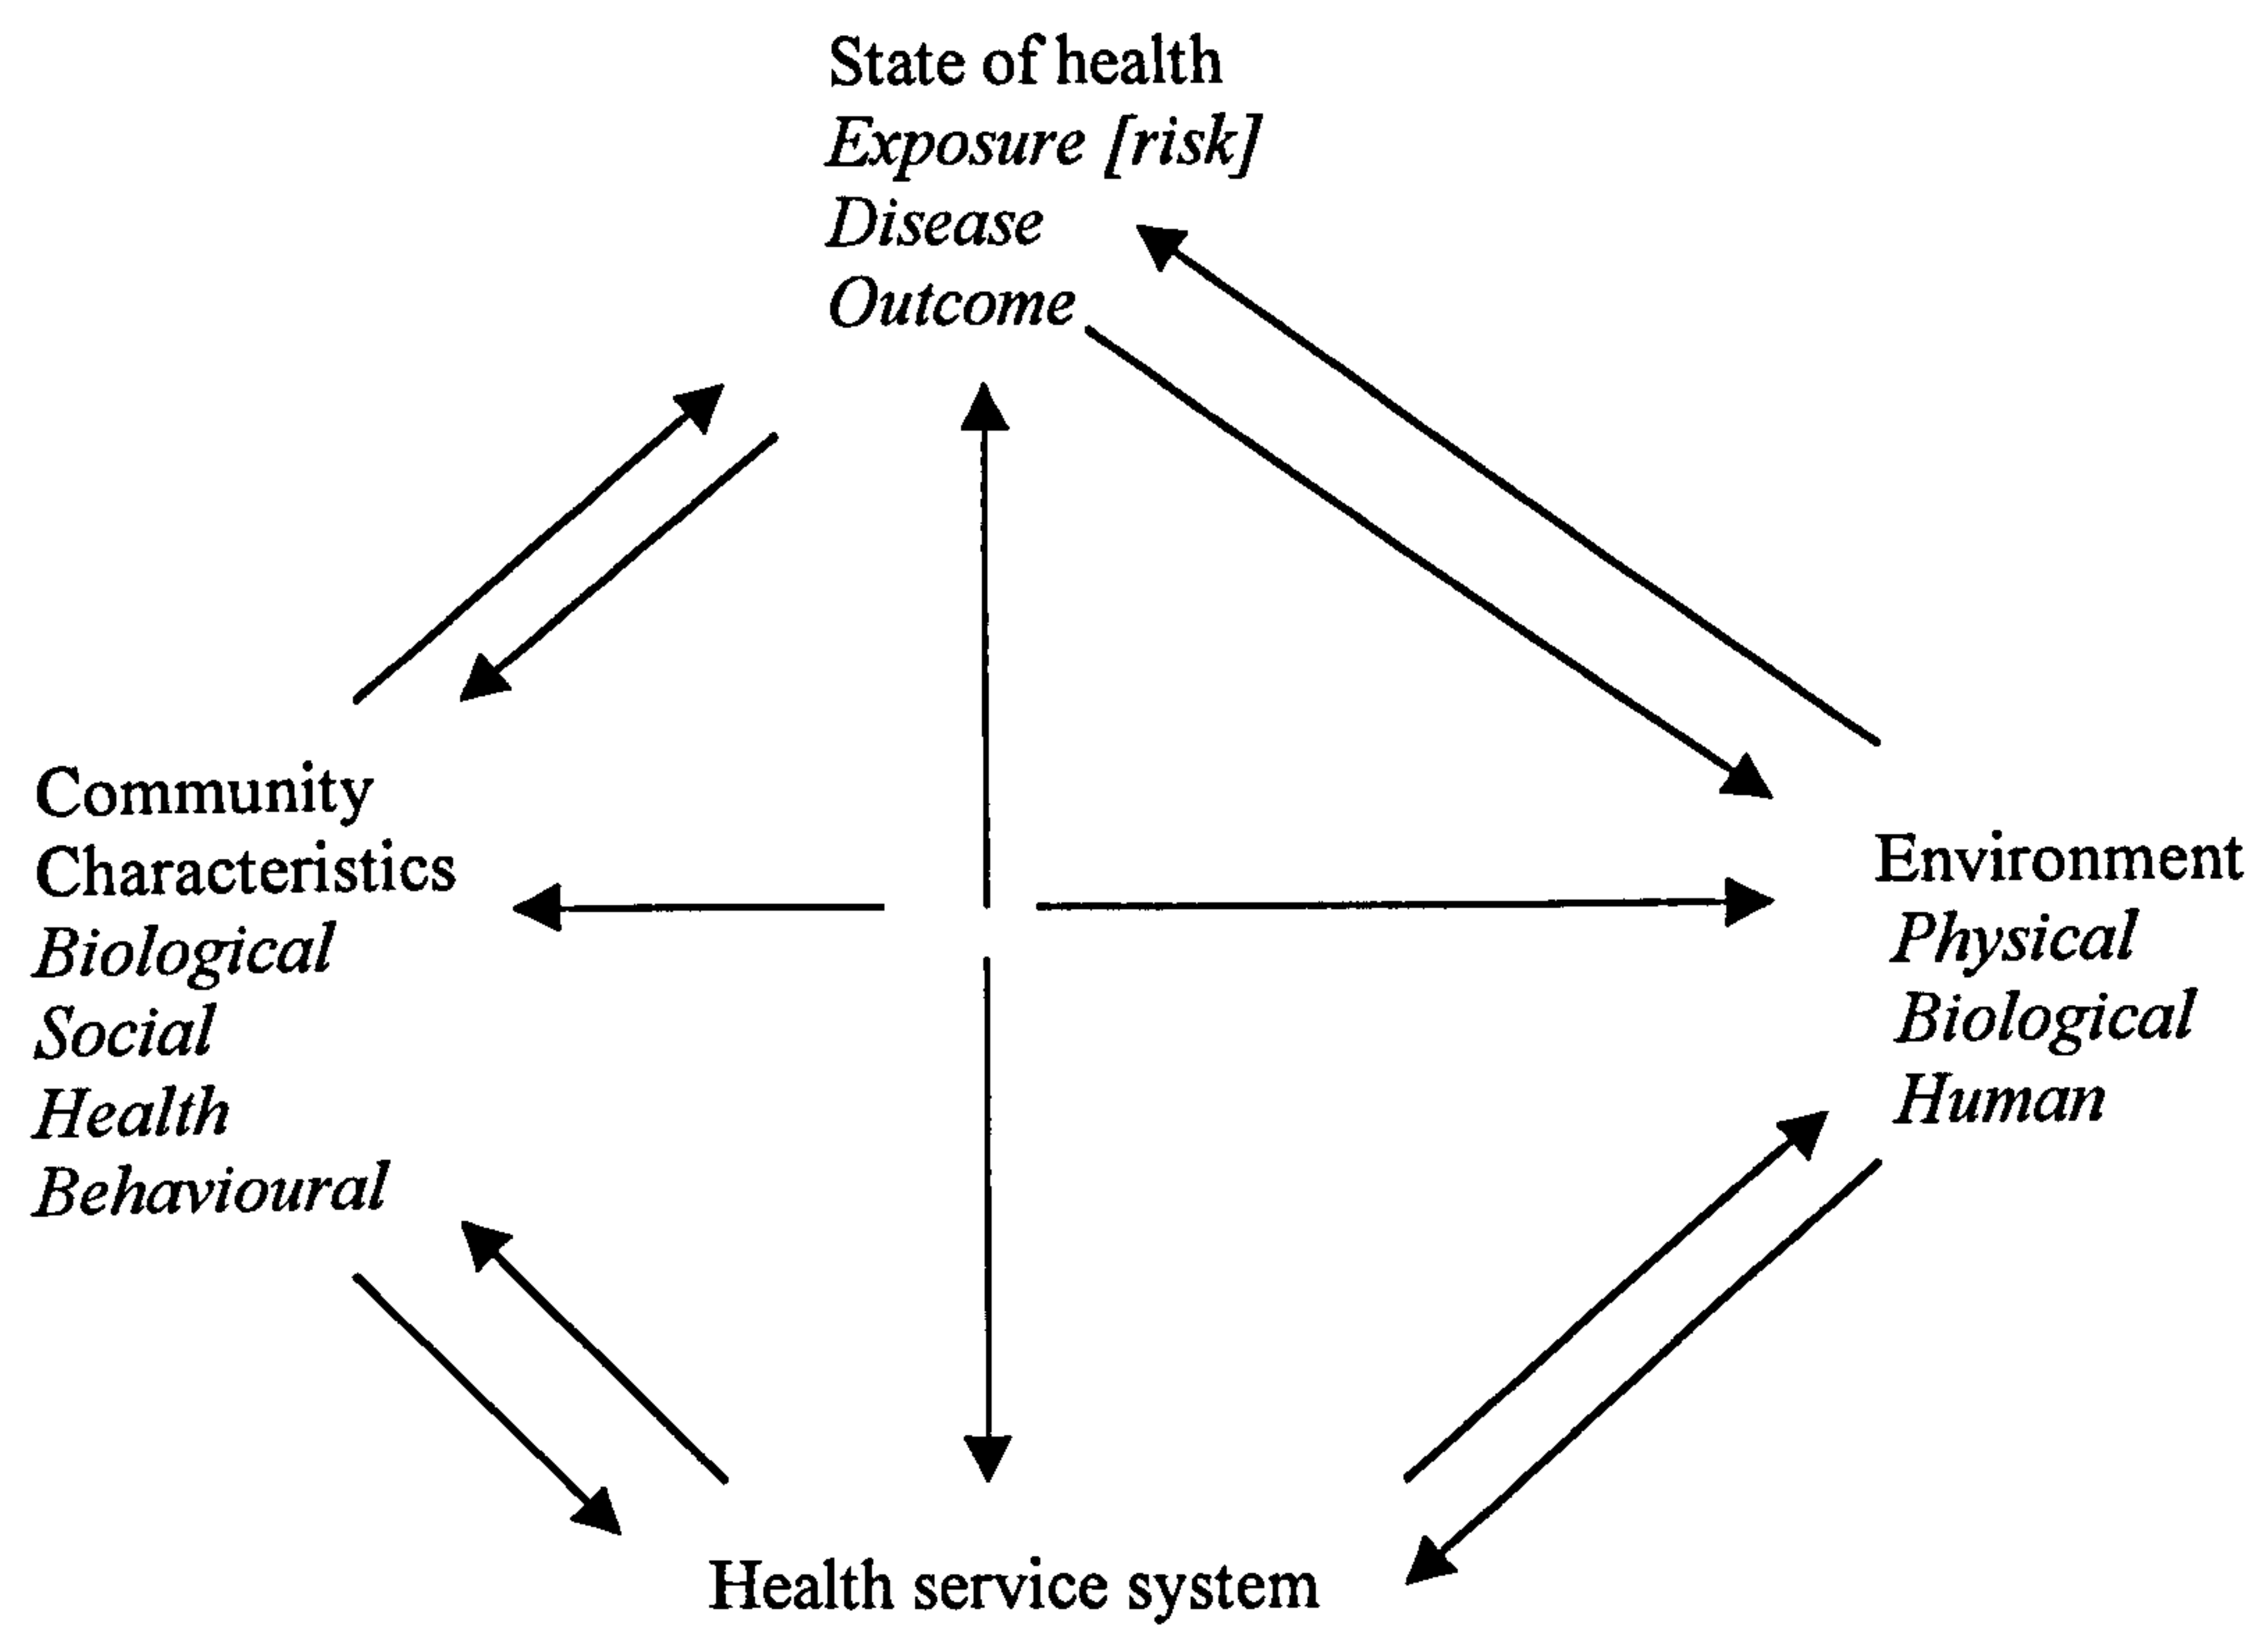 State of health
Exposure [risk]
Disease
Outcome
Community
Characteristics
Biological
Social
Health
Behavioural
Environment
Physical
Biological
Human
Health service system